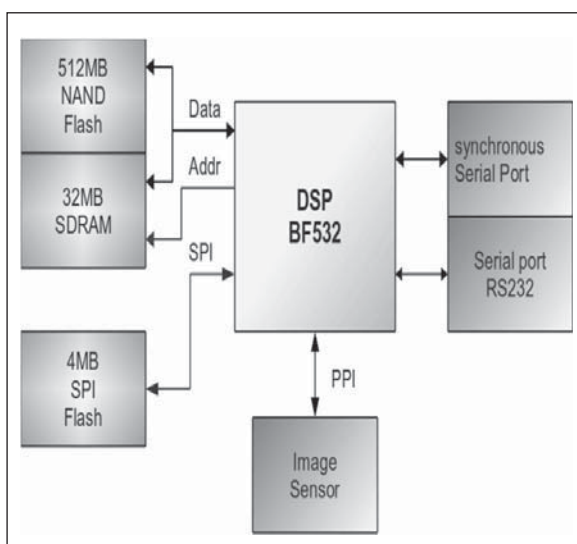 512MB
NAND
Flash
32MB
SDRAM
4MB
SPI
Flash
Data
Addr
SPI
DSP
BF532
PPI
Image
Sensor
synchronous
Serial Port
Serial port
RS232